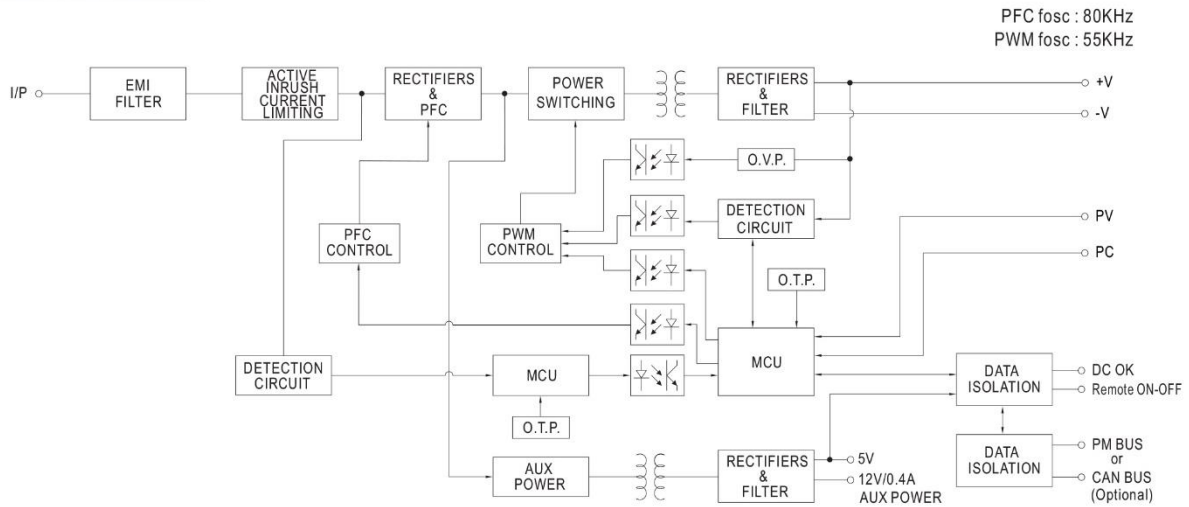 PFC fosc : 80KHz
PWM fosc : 55KHz
I/P
EMI
FILTER
ACTIVE
INRUSH
CURRENT
LIMITING
RECTIFIERS
&
PFC
POWER
SWITCHING
RECTIFIERS
&
FILTER
+V
-V
O.V.P.
PFC
CONTROL
PWM
CONTROL
DETECTION
CIRCUIT
PV
PC
O.T.P.
DETECTION
CIRCUIT
MCU
MCU
DATA
ISOLATION
DC OK
Remote ON-OFF
O.T.P.
AUX
POWER
RECTIFIERS
&
FILTER
5V
12V/0.4A
AUX POWER
DATA
ISOLATION
PM BUS
or
CAN BUS
(Optional)